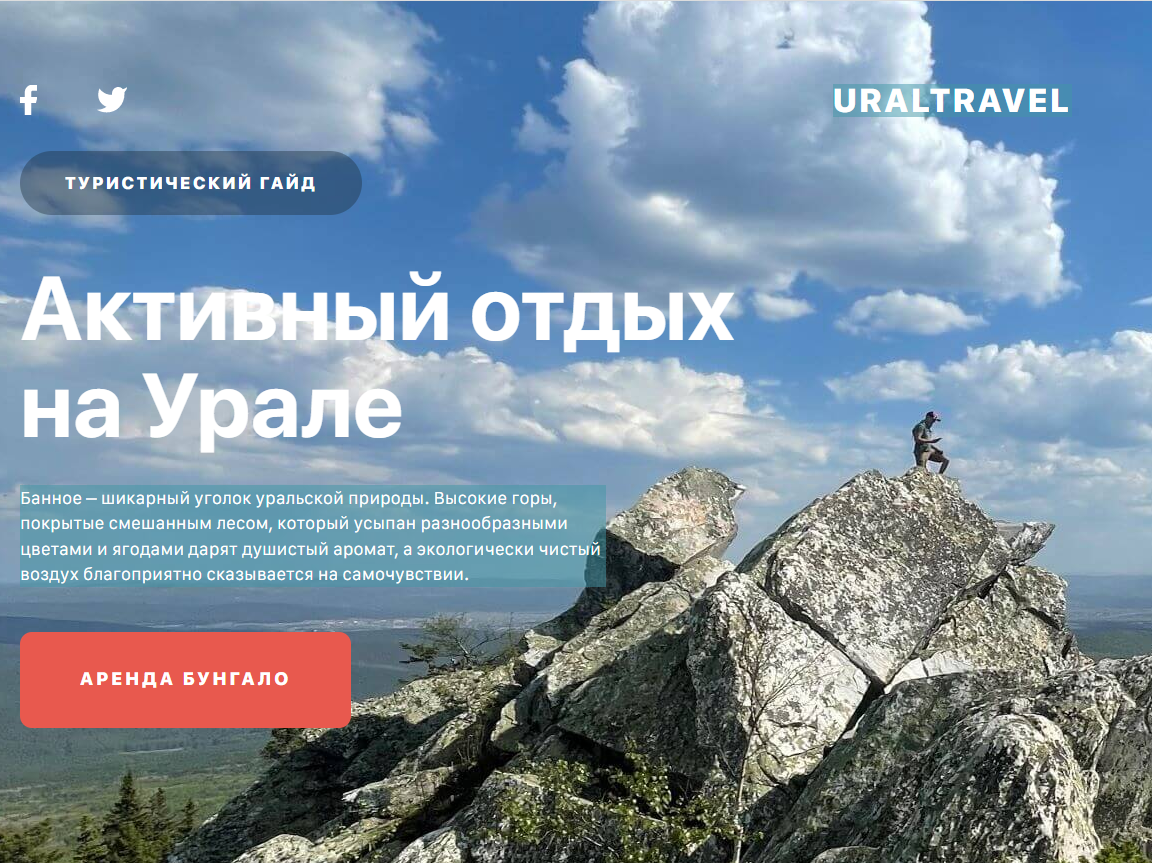 URALTRAVEL
ТУРИСТИЧЕСКИЙ ГАЙД
Активный отдых
на Урале
Банное – шикарный уголок уральской природы. Высокие горы,
покрытые смешанным лесом, который усыпан разнообразными
цветами и ягодами дарят душистый аромат, а экологически чистый
воздух благоприятно сказывается на самочувствии.
АРЕНДА БУНГАЛО